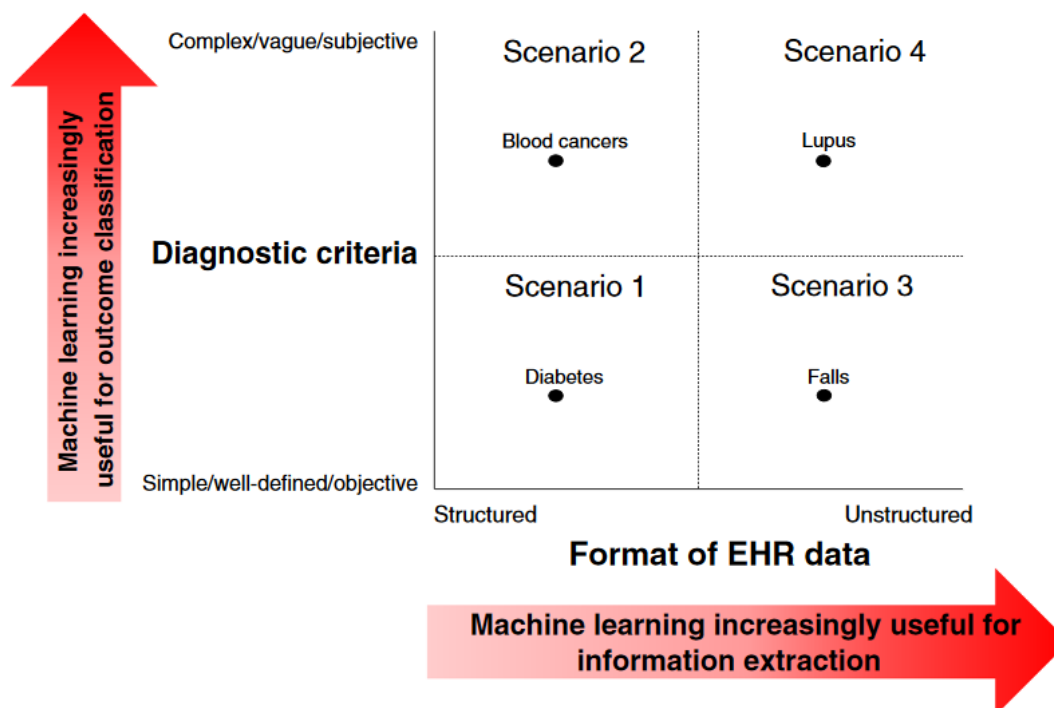 Machine learning increasingly
useful for outcome classification
Complex/vague/subjective
Diagnostic criteria
Simple/well-defined/objective
Scenario 2
Scenario 4
Blood cancers
Lupus
Scenario 1
Scenario 3
Diabetes
Falls
Structured
Unstructured
Format of EHR data
Machine learning increasingly useful for
information extraction